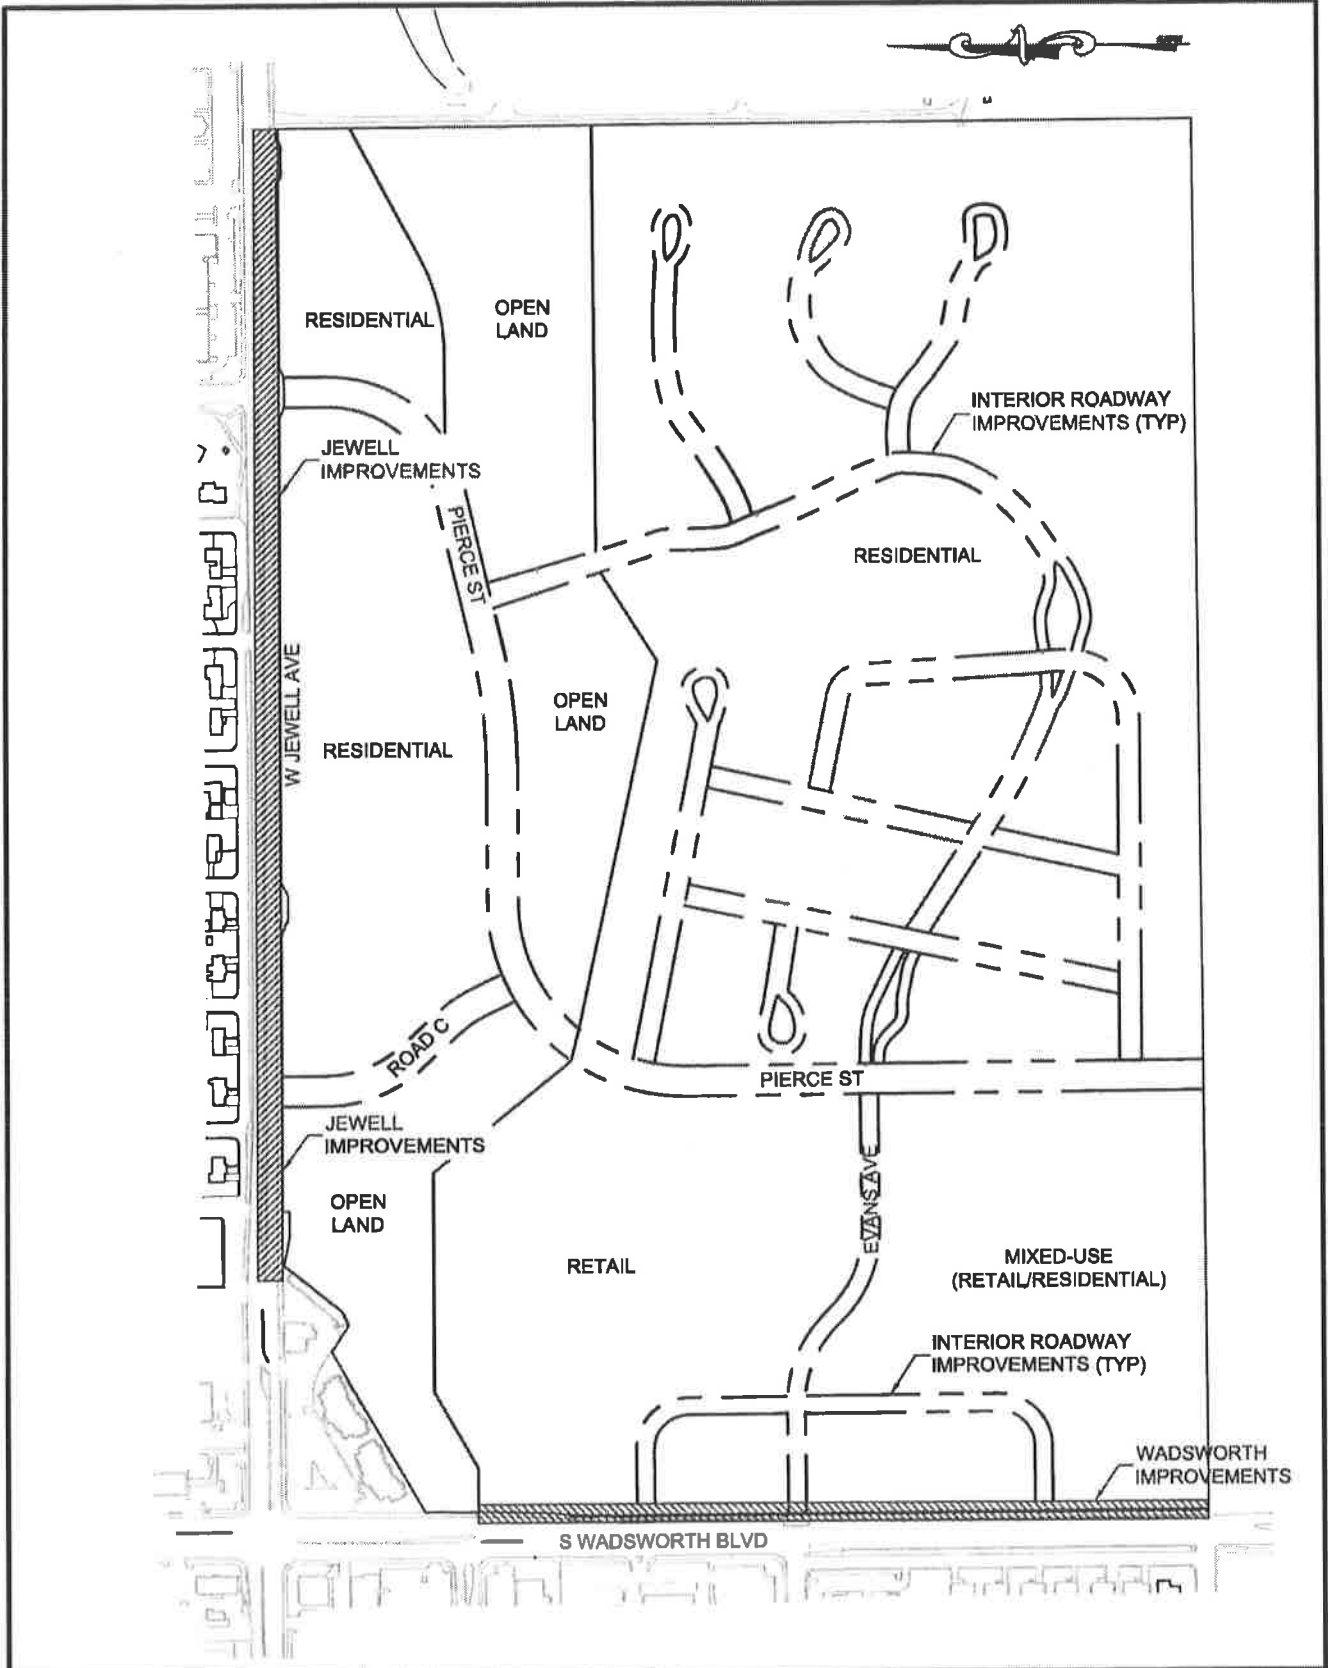 RESIDENTIAL
OPEN
LAND
INTERIOR ROADWAY
IMPROVEMENTS (TYP)
JEWELL
IMPROVEMENTS
PIERCE ST
RESIDENTIAL
W JEWELL AVE
OPEN
LAND
RESIDENTIAL
ROAD C
PIERCE ST
JEWELL
IMPROVEMENTS
EVANS AVE
OPEN
LAND
RETAIL
MIXED-USE
(RETAIL/RESIDENTIAL)
INTERIOR ROADWAY
IMPROVEMENTS (TYP)
WADSWORTH
IMPROVEMENTS
S WADSWORTH BLVD